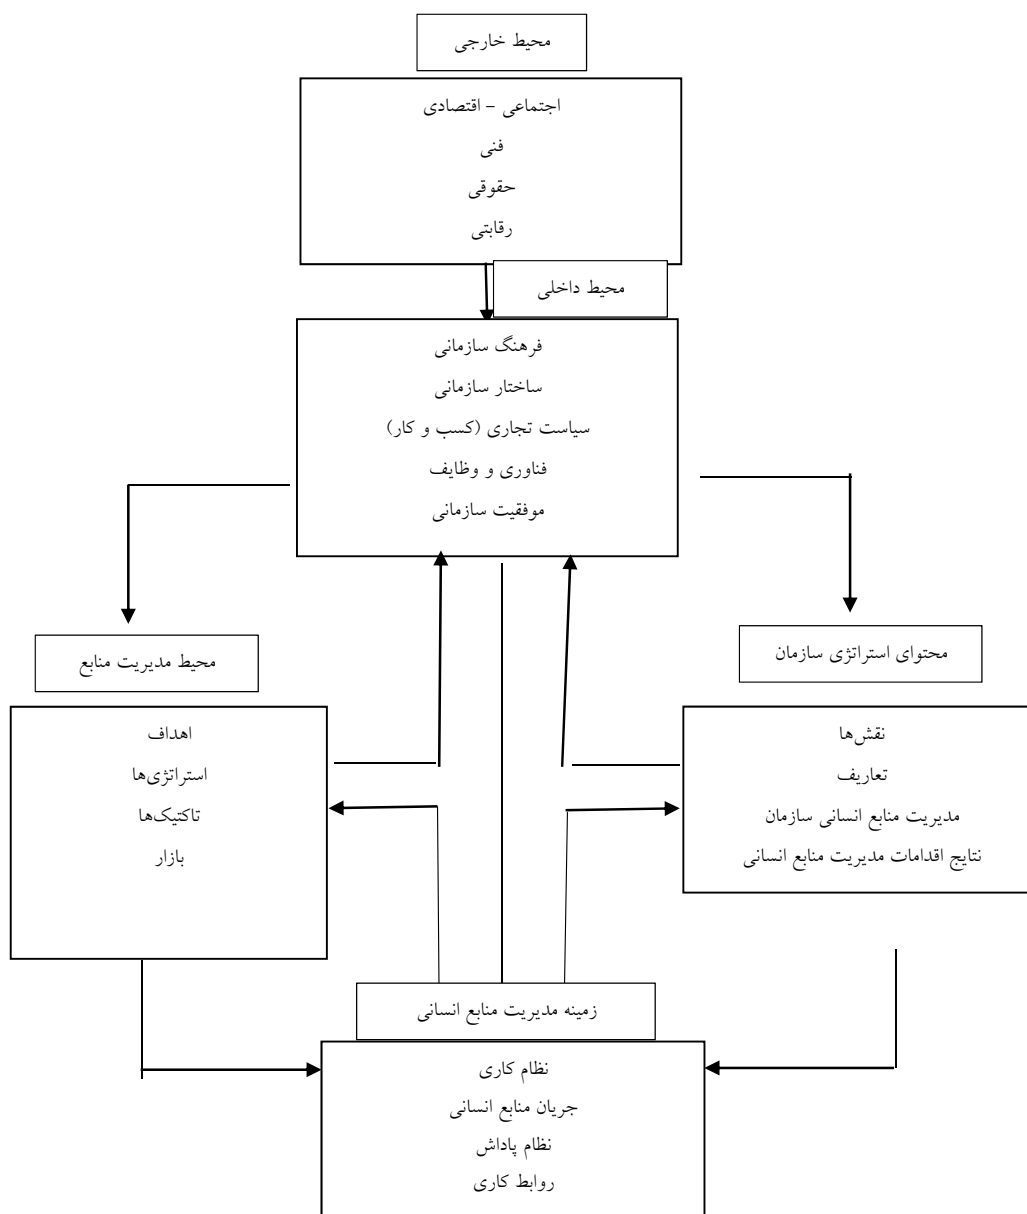 محیط خارجی
اجتماعی – اقتصادی
فنی
حقوقی
رقابتی
محیط داخلی
فرهنگ سازمانی
ساختار سازمانی
سیاست تجاری (کسب و کار)
فناوری و وظایف
موفقیت سازمانی
محتوای استراتژی سازمان
نقش‌ها
تعاریف
مدیریت منابع انسانی سازمان
نتایج اقدامات مدیریت منابع انسانی
محیط مدیریت منابع
اهداف
استراتژی‌ها
تاکتیک‌ها
بازار
زمینه مدیریت منابع انسانی
نظام کاری
جریان منابع انسانی
نظام پاداش
روابط کاری